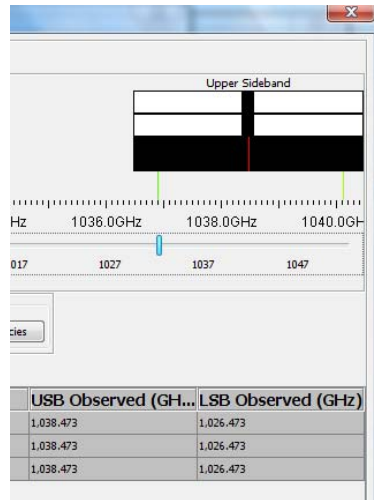 Upper Sideband
Hz 1036.0GHz 1038.0GHz 1040.0GH
017 1027 1037 1047
cies
USB Observed (GH... LSB Observed (GHz)
1,038.473 1,026.473
1,038.473 1,026.473
1,038.473 1,026.473